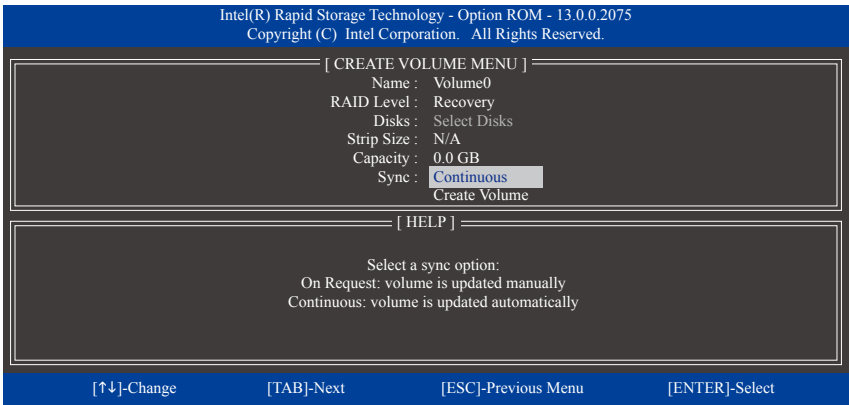 Intel(R) Rapid Storage Technology - Option ROM - 13.0.0.2075
Copyright (C) Intel Corporation. All Rights Reserved.
[ CREATE VOLUME MENU ]
Name : Volume0
RAID Level : Recovery
Disks : Select Disks
Strip Size : N/A
Capacity : 0.0 GB
Sync : Continuous
Create Volume
[ HELP ]
Select a sync option:
On Request: volume is updated manually
Continuous: volume is updated automatically
[↑↓]-Change [TAB]-Next [ESC]-Previous Menu [ENTER]-Select